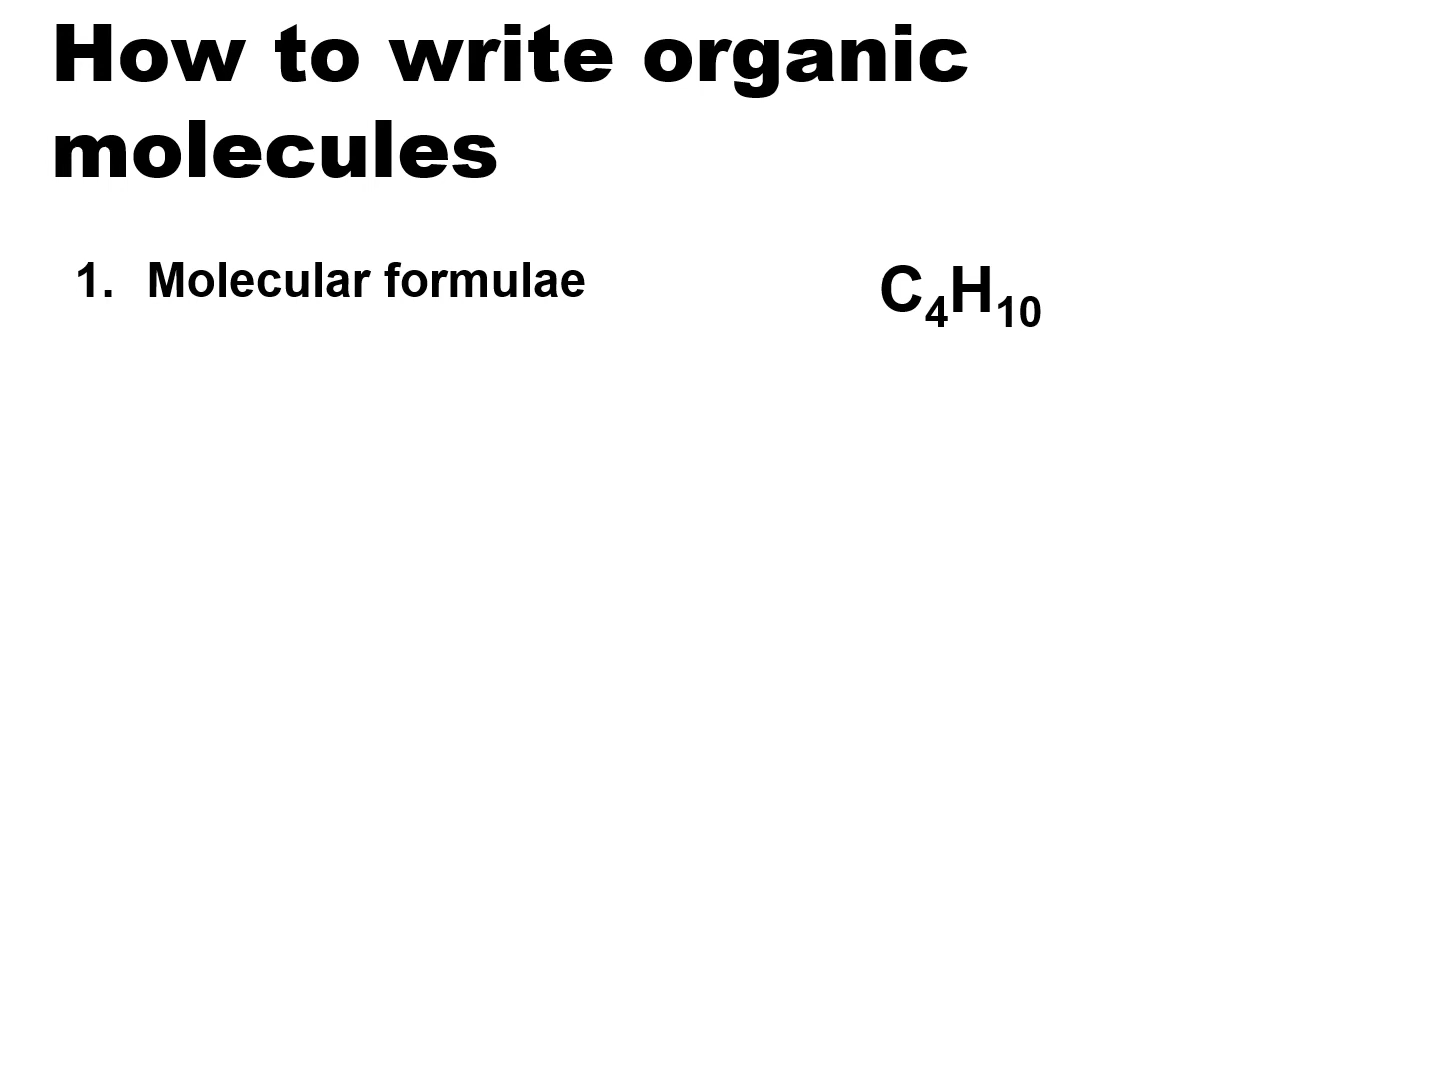 How to write organic
molecules
1. Molecular formulae C₄H₁₀